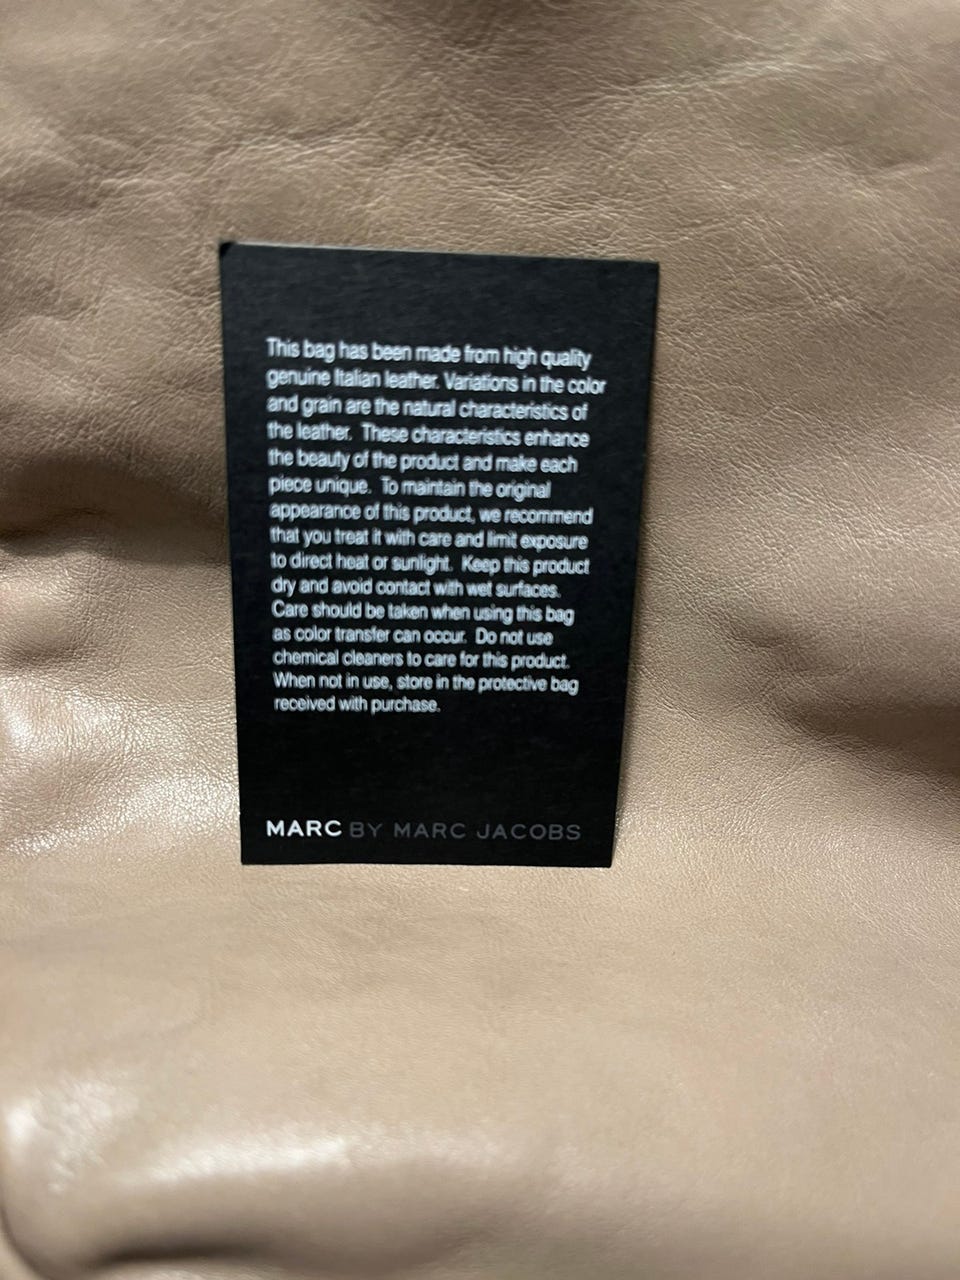 This bag has been made from high quality
genuine Italian leather. Variations in the color
and grain are the natural characteristics of
the leather. These characteristics enhance
the beauty of the product and make each
piece unique. To maintain the original
appearance of this product, we recommend
that you treat it with care and limit exposure
to direct heat or sunlight. Keep this product
dry and avoid contact with wet surfaces.
Care should be taken when using this bag
as color transfer can occur. Do not use
chemical cleaners to care for this product.
When not in use, store in the protective bag
received with purchase.
MARC BY MARC JACOBS